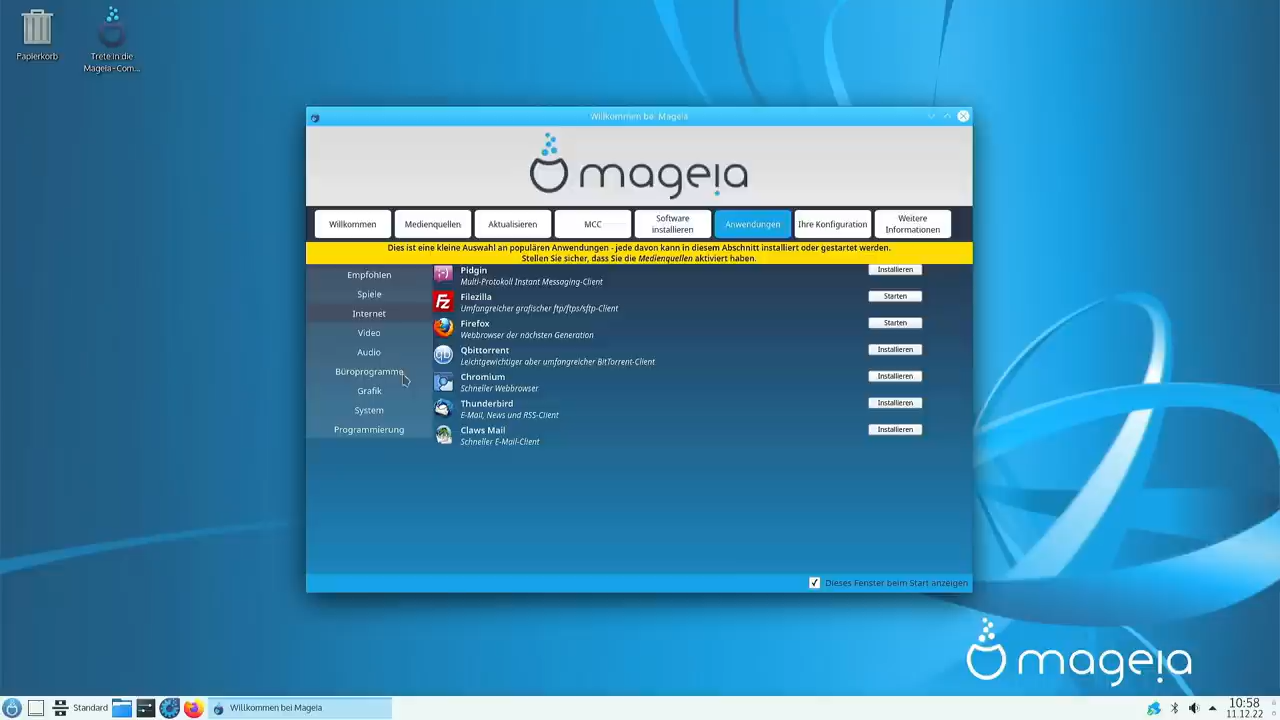 Papierkorb
Trete in die
Mageia-Com...
Willkommen bei Mageia
mageia
Willkommen
Medienquellen
Aktualisieren
MCC
Software
installieren
Anwendungen
Ihre Konfiguration
Weitere
Informationen
Dies ist eine kleine Auswahl an populären Anwendungen - jede davon kann in diesem Abschnitt installiert oder gestartet werden.
Stellen Sie sicher, dass Sie die Medienquellen aktiviert haben.
Empfohlen
Spiele
Internet
Video
Audio
Büroprogramme
Grafik
System
Programmierung
Pidgin
Multi-Protokoll Instant Messaging-Client
Installieren
Filezilla
Umfangreicher grafischer ftp/ftps/sftp-Client
Starten
Firefox
Webbrowser der nächsten Generation
Starten
Qbittorrent
Leichtgewichtiger aber umfangreicher BitTorrent-Client
Installieren
Chromium
Schneller Webbrowser
Installieren
Thunderbird
E-Mail, News und RSS-Client
Installieren
Claws Mail
Schneller E-Mail-Client
Installieren
Dieses Fenster beim Start anzeigen
mageia
Standard
Willkommen bei Mageia
10:58
11.12.22